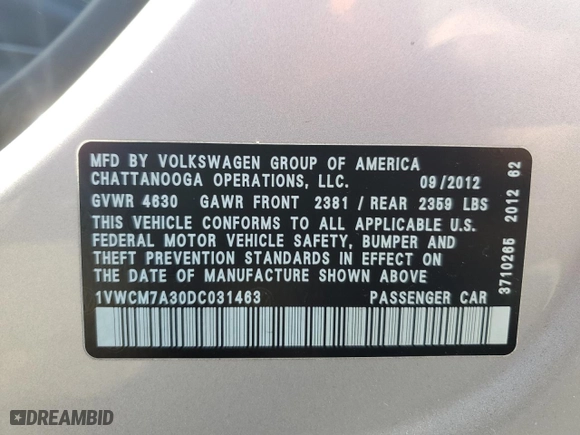 MFD BY VOLKSWAGEN GROUP OF AMERICA
CHATTANOOGA OPERATIONS, LLC. 09/2012
GVWR 4630 GAWR FRONT 2381 / REAR 2359 LBS
THIS VEHICLE CONFORMS TO ALL APPLICABLE U.S.
FEDERAL MOTOR VEHICLE SAFETY, BUMPER AND
THEFT PREVENTION STANDARDS IN EFFECT ON
THE DATE OF MANUFACTURE SHOWN ABOVE
1VWCM7A30DC031463 PASSENGER CAR
3710265 2012 62
DREAMBID